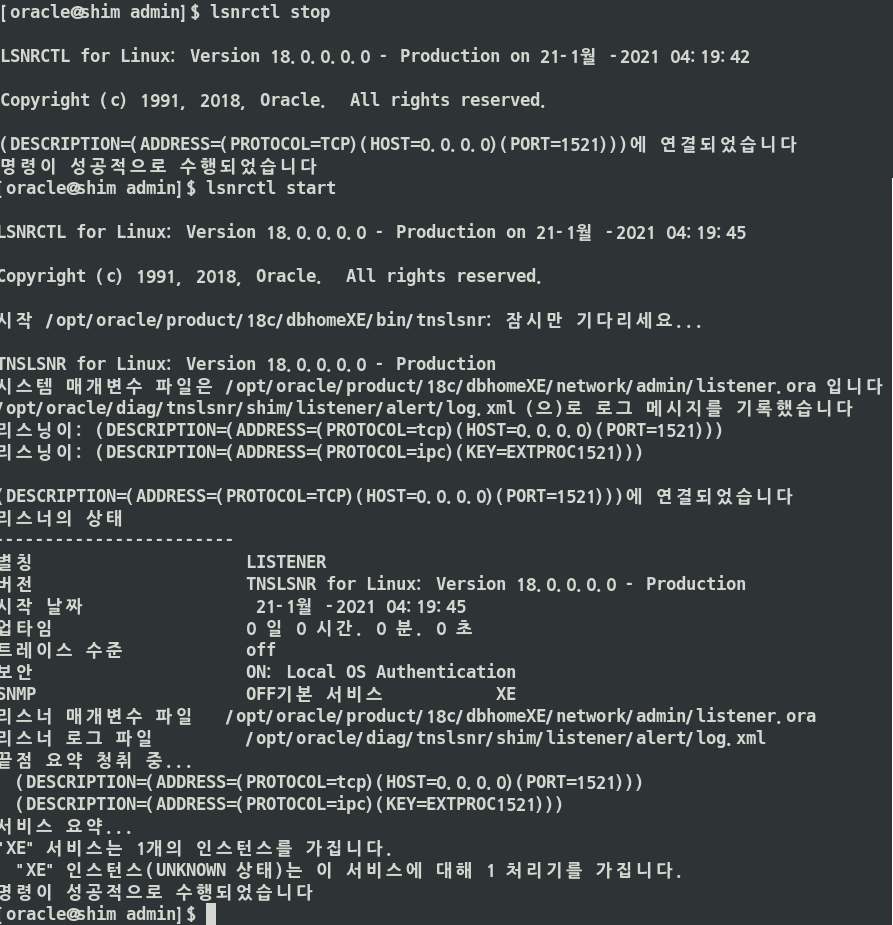 [oracle@shim admin]$ lsnrctl stop
LSNRCTL for Linux: Version 18.0.0.0.0 - Production on 21-1월 -2021 04:19:42
Copyright (c) 1991, 2018, Oracle.  All rights reserved.
(DESCRIPTION=(ADDRESS=(PROTOCOL=TCP)(HOST=0.0.0.0)(PORT=1521)))에 연결되었습니다
명령이 성공적으로 수행되었습니다
[oracle@shim admin]$ lsnrctl start
LSNRCTL for Linux: Version 18.0.0.0.0 - Production on 21-1월 -2021 04:19:45
Copyright (c) 1991, 2018, Oracle.  All rights reserved.
시작 /opt/oracle/product/18c/dbhomeXE/bin/tnslsnr: 잠시만 기다리세요...
TNSLSNR for Linux: Version 18.0.0.0.0 - Production
시스템 매개변수 파일은 /opt/oracle/product/18c/dbhomeXE/network/admin/listener.ora 입니다
/opt/oracle/diag/tnslsnr/shim/listener/alert/log.xml (으)로 로그 메시지를 기록했습니다
리스닝이: (DESCRIPTION=(ADDRESS=(PROTOCOL=tcp)(HOST=0.0.0.0)(PORT=1521)))
리스닝이: (DESCRIPTION=(ADDRESS=(PROTOCOL=ipc)(KEY=EXTPROC1521)))
(DESCRIPTION=(ADDRESS=(PROTOCOL=TCP)(HOST=0.0.0.0)(PORT=1521)))에 연결되었습니다
리스너의 상태
------------------------
별칭                     LISTENER
버전                     TNSLSNR for Linux: Version 18.0.0.0.0 - Production
시작 날짜                 21-1월 -2021 04:19:45
업타임                   0 일 0 시간. 0 분. 0 초
트레이스 수준            off
보안                     ON: Local OS Authentication
SNMP                     OFF기본 서비스           XE
리스너 매개변수 파일   /opt/oracle/product/18c/dbhomeXE/network/admin/listener.ora
리스너 로그 파일         /opt/oracle/diag/tnslsnr/shim/listener/alert/log.xml
끝점 요약 청취 중...
  (DESCRIPTION=(ADDRESS=(PROTOCOL=tcp)(HOST=0.0.0.0)(PORT=1521)))
  (DESCRIPTION=(ADDRESS=(PROTOCOL=ipc)(KEY=EXTPROC1521)))
서비스 요약...
"XE" 서비스는 1개의 인스턴스를 가집니다.
  "XE" 인스턴스(UNKNOWN 상태)는 이 서비스에 대해 1 처리기를 가집니다.
명령이 성공적으로 수행되었습니다
[oracle@shim admin]$